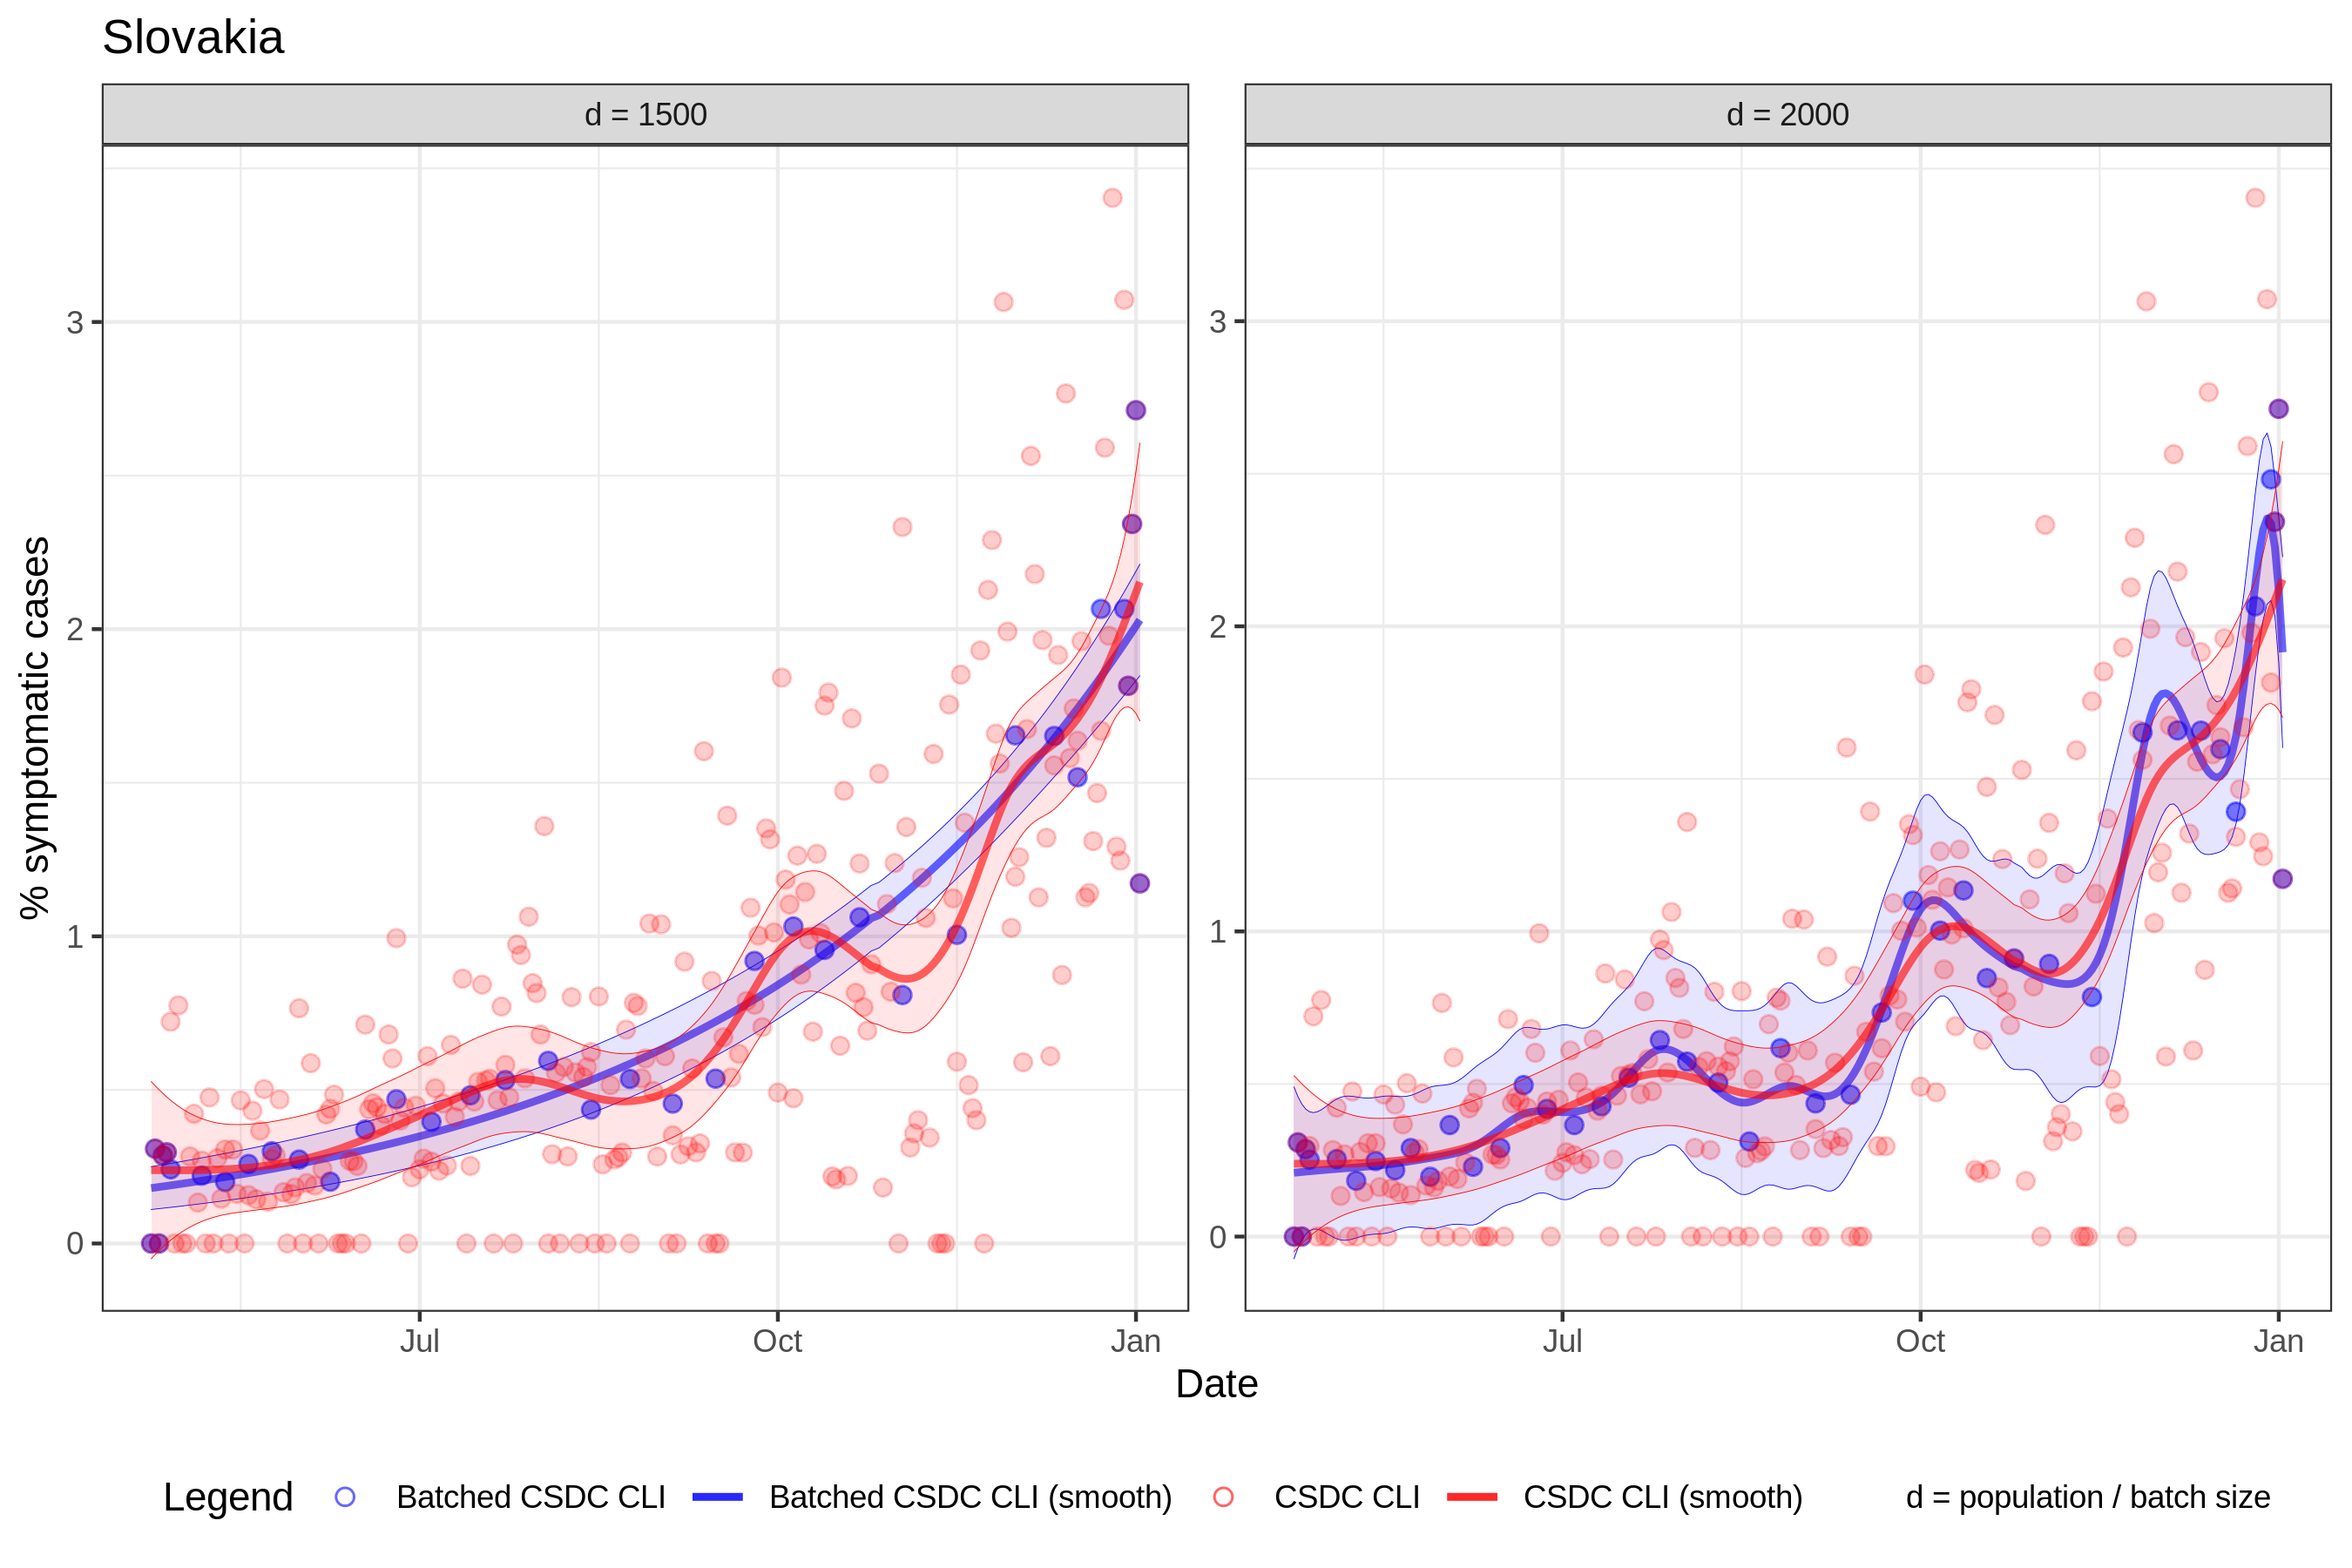 Slovakia
d = 1500
d = 2000
% symptomatic cases
3
2
1
0
3
2
1
0
Jul
Oct
Jan
Jul
Oct
Jan
Date
Legend
Batched CSDC CLI
Batched CSDC CLI (smooth)
CSDC CLI
CSDC CLI (smooth)
d = population / batch size